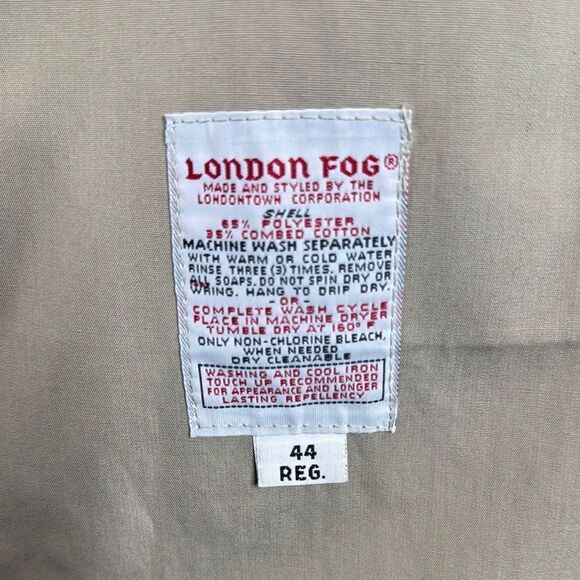 LONDON FOG®
MADE AND STYLED BY THE
LONDONTOWN CORPORATION
SHELL
65% POLYESTER
35% COMBED COTTON
MACHINE WASH SEPARATELY
WITH WARM OR COLD WATER
RINSE THREE (3) TIMES. REMOVE
ALL SOAPS. DO NOT SPIN DRY OR
WRING. HANG TO DRIP DRY.
-OR-
COMPLETE WASH CYCLE
PLACE IN MACHINE DRYER
TUMBLE DRY AT 160° F
ONLY NON-CHLORINE BLEACH,
WHEN NEEDED
DRY CLEANABLE
WASHING AND COOL IRON
TOUCH UP RECOMMENDED
FOR APPEARANCE AND LONGER
LASTING REPELLENCY
44
REG.